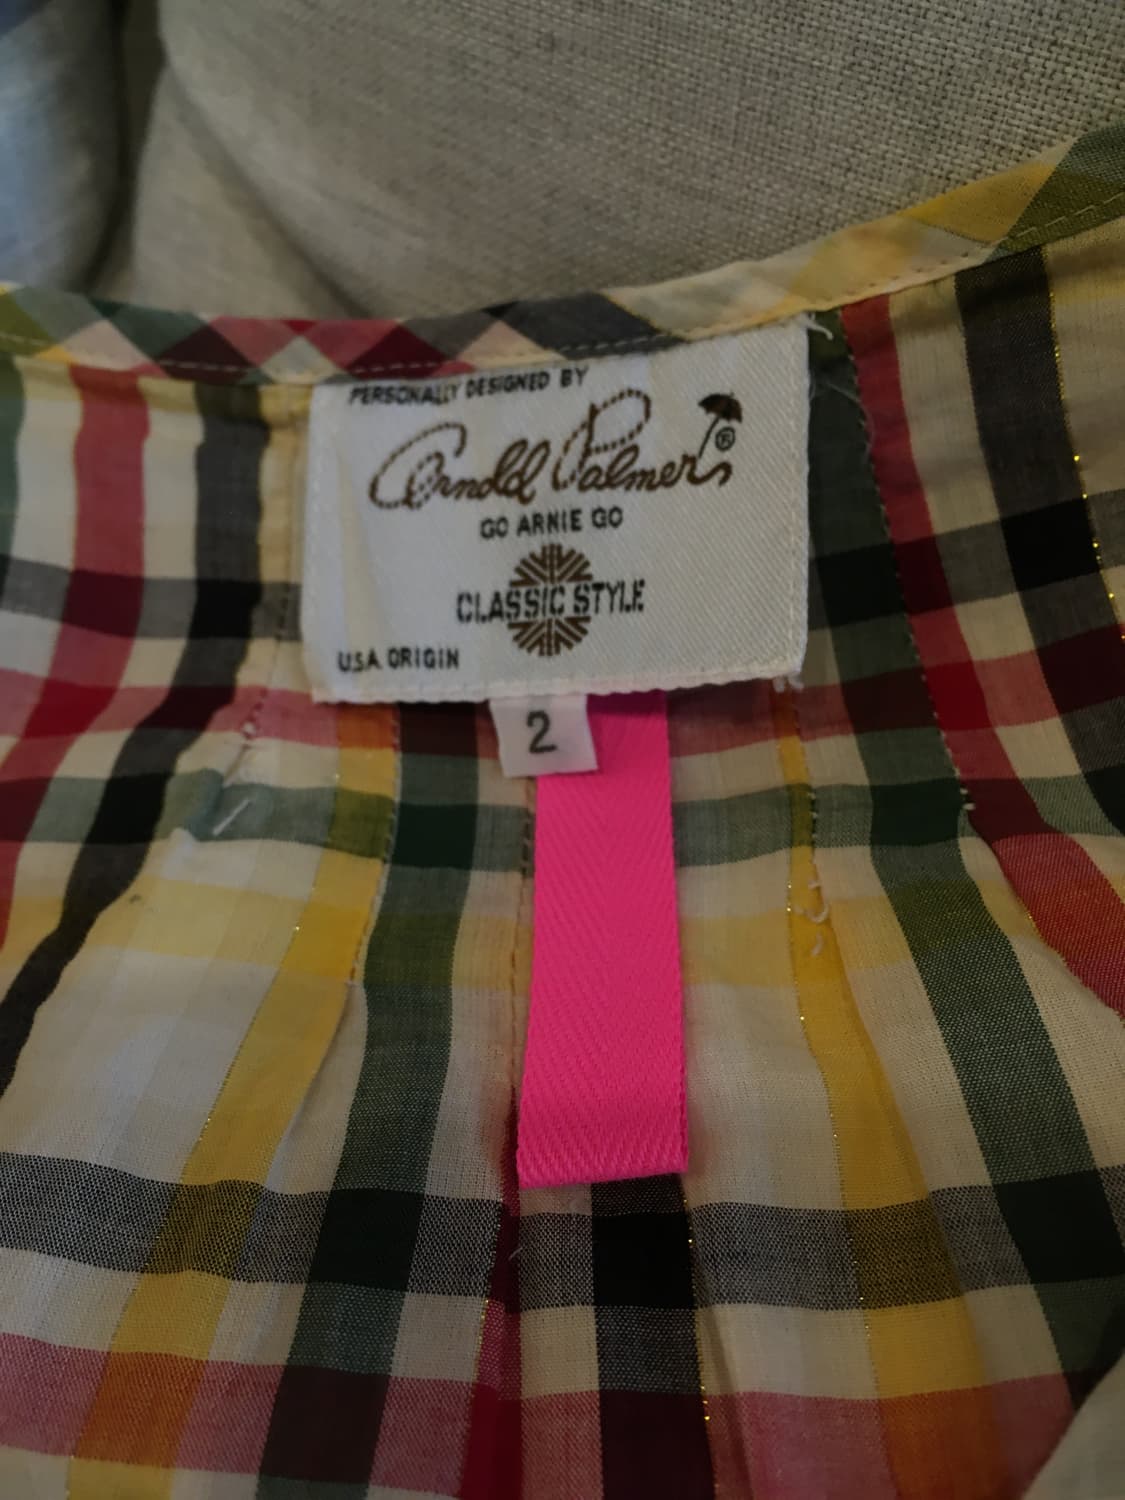 PERSONALLY DESIGNED BY
Arnold Palmer's ®
GO ARNIE GO
CLASSIC STYLE
U.S.A. ORIGIN
2